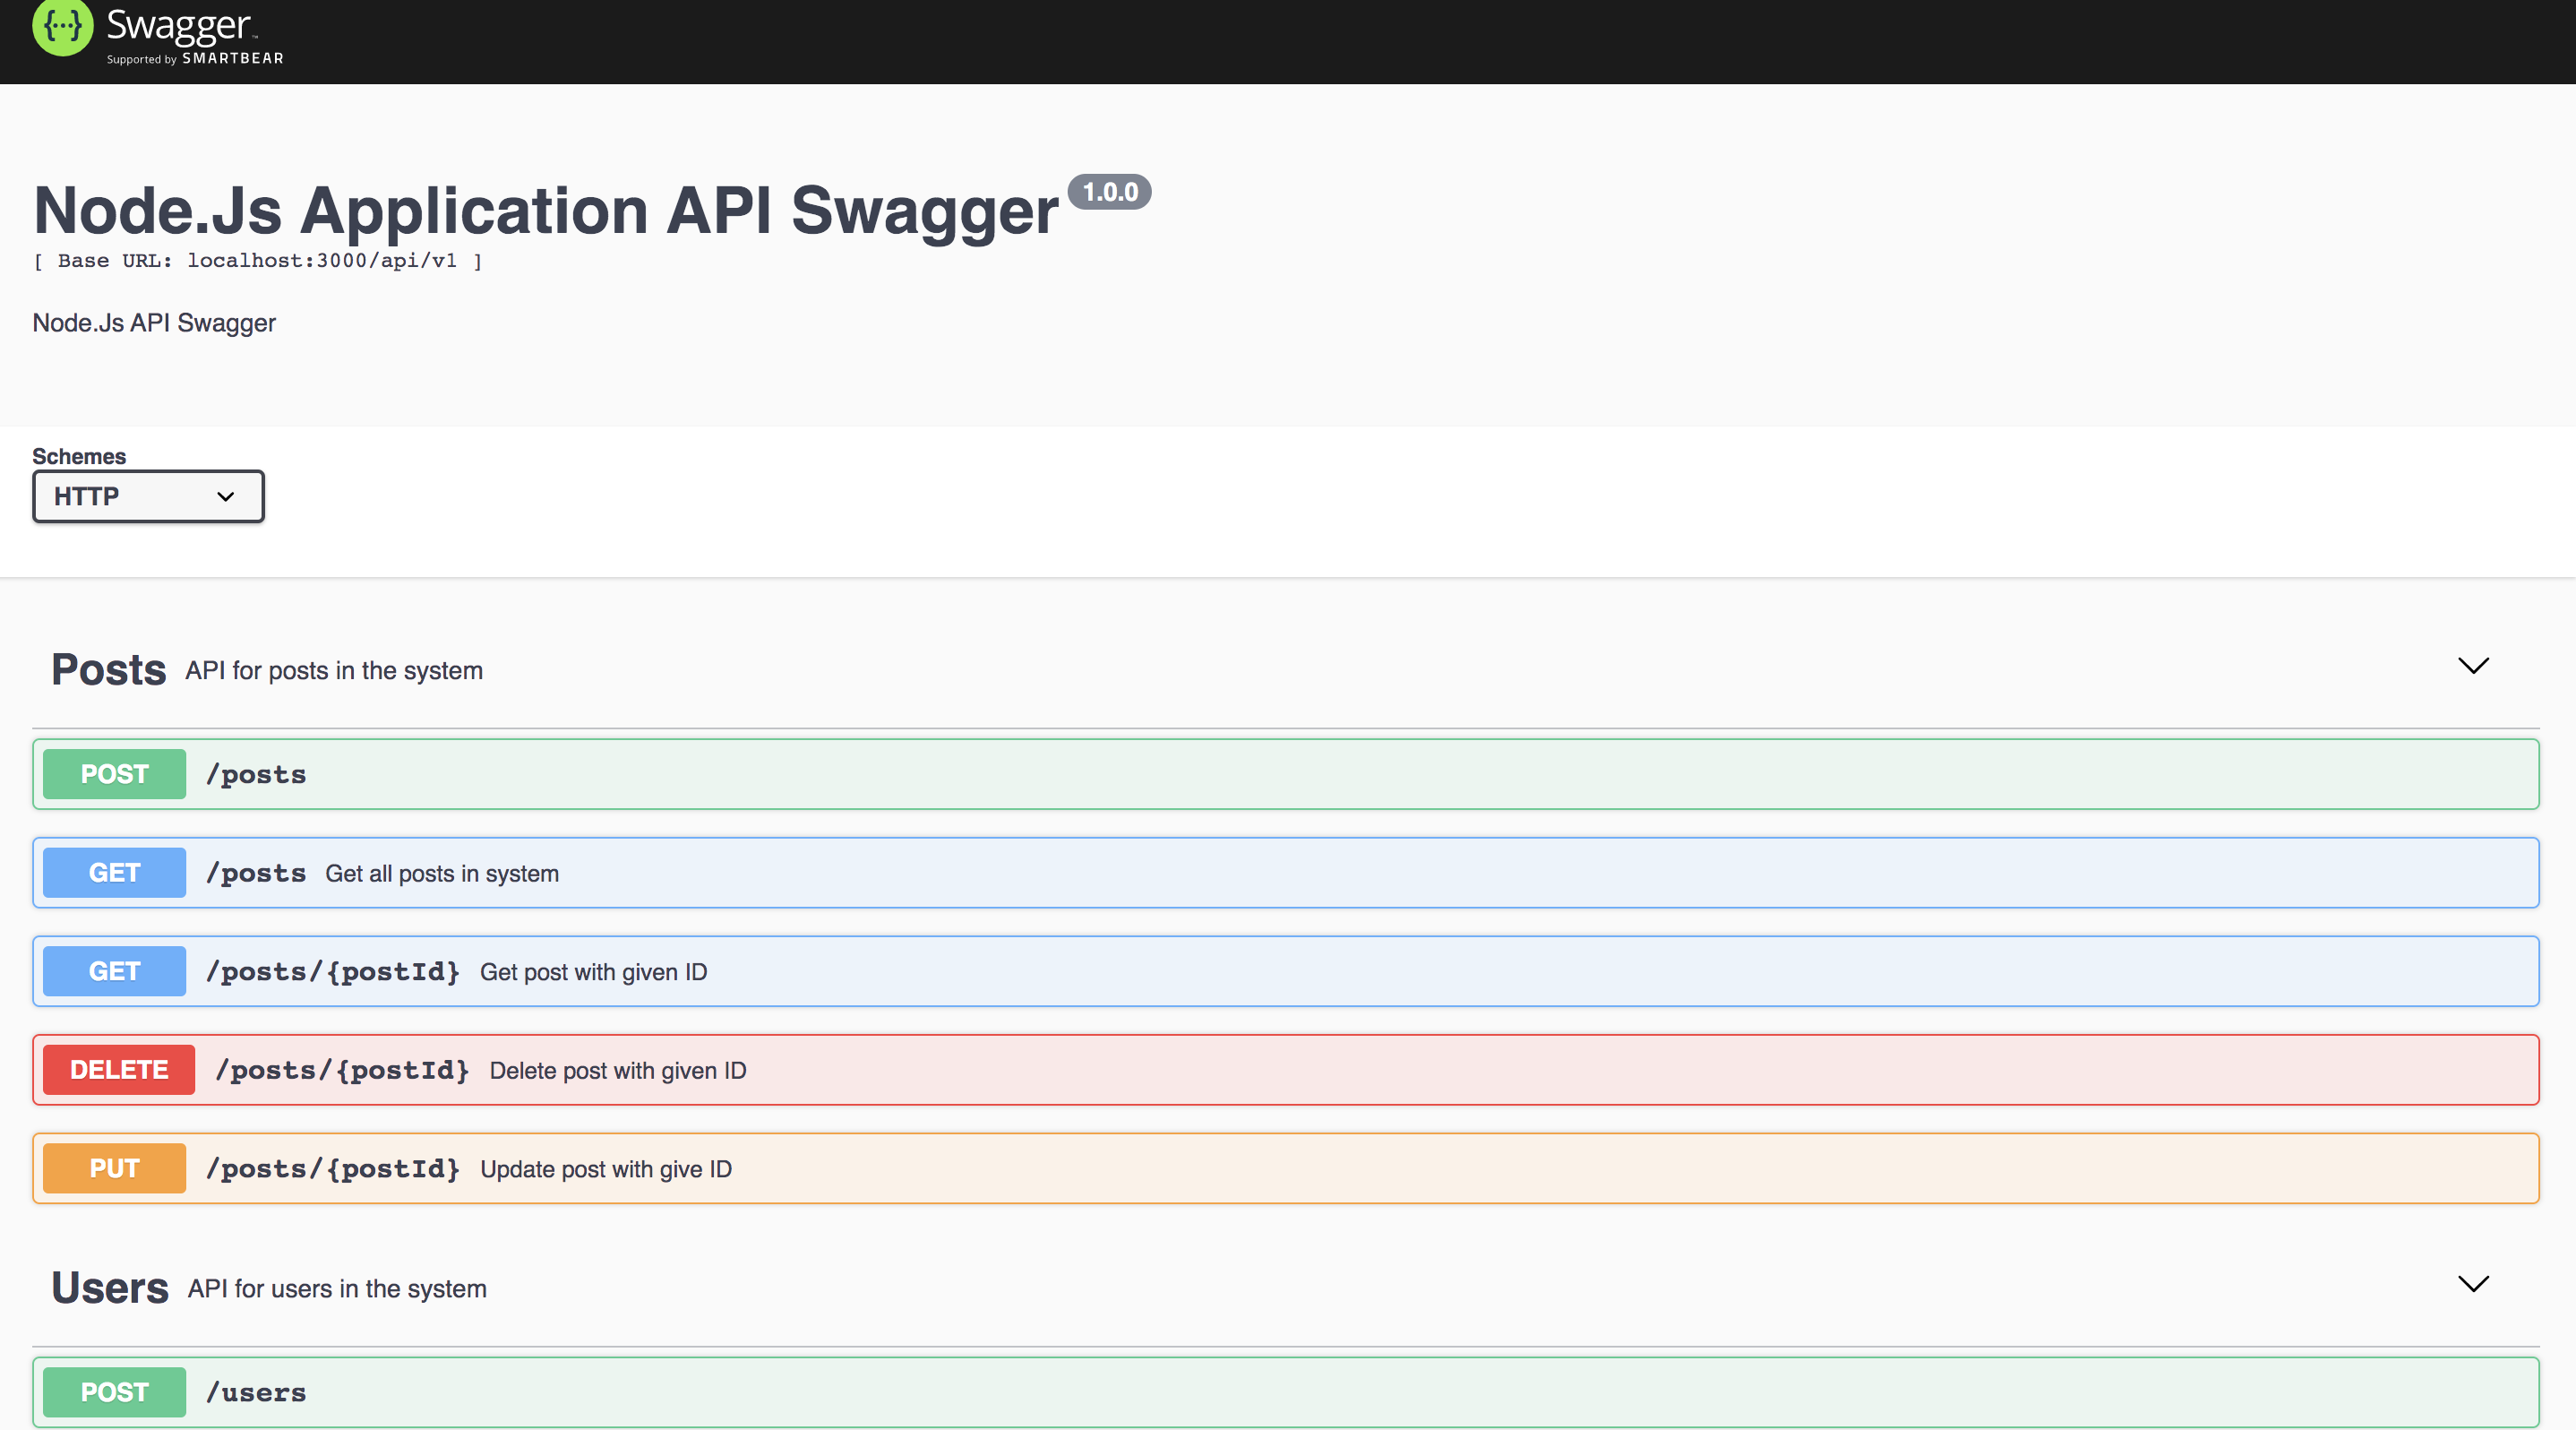 {...} Swagger™
Supported by SMARTBEAR
Node.Js Application API Swagger 1.0.0
[ Base URL: localhost:3000/api/v1 ]
Node.Js API Swagger
Schemes
HTTP
Posts API for posts in the system
POST /posts
GET /posts Get all posts in system
GET /posts/{postId} Get post with given ID
DELETE /posts/{postId} Delete post with given ID
PUT /posts/{postId} Update post with give ID
Users API for users in the system
POST /users